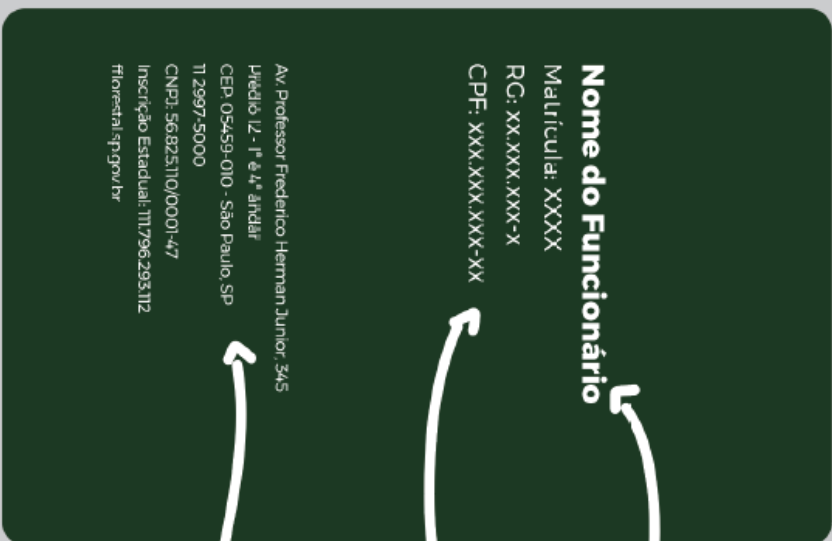 Nome do Funcionário
Matrícula: XXXX
RG: xx.xxx.xxx-x
CPF: xxx.xxx.xxx-xx
Av. Professor Frederico Herman Junior, 345
Prédio 12 - 1º e 4º andar
CEP: 05459-010 - São Paulo, SP
11 2997-5000
CNPJ: 56.825.110/0001-47
Inscrição Estadual: 111.796.293.112
fflorestal.sp.gov.br